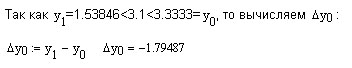 Так как y₁=1.53846<3.1<3.3333= y₀, то вычисляем Δy₀ :
Δy0 := y₁ − y₀ Δy0 = −1.79487